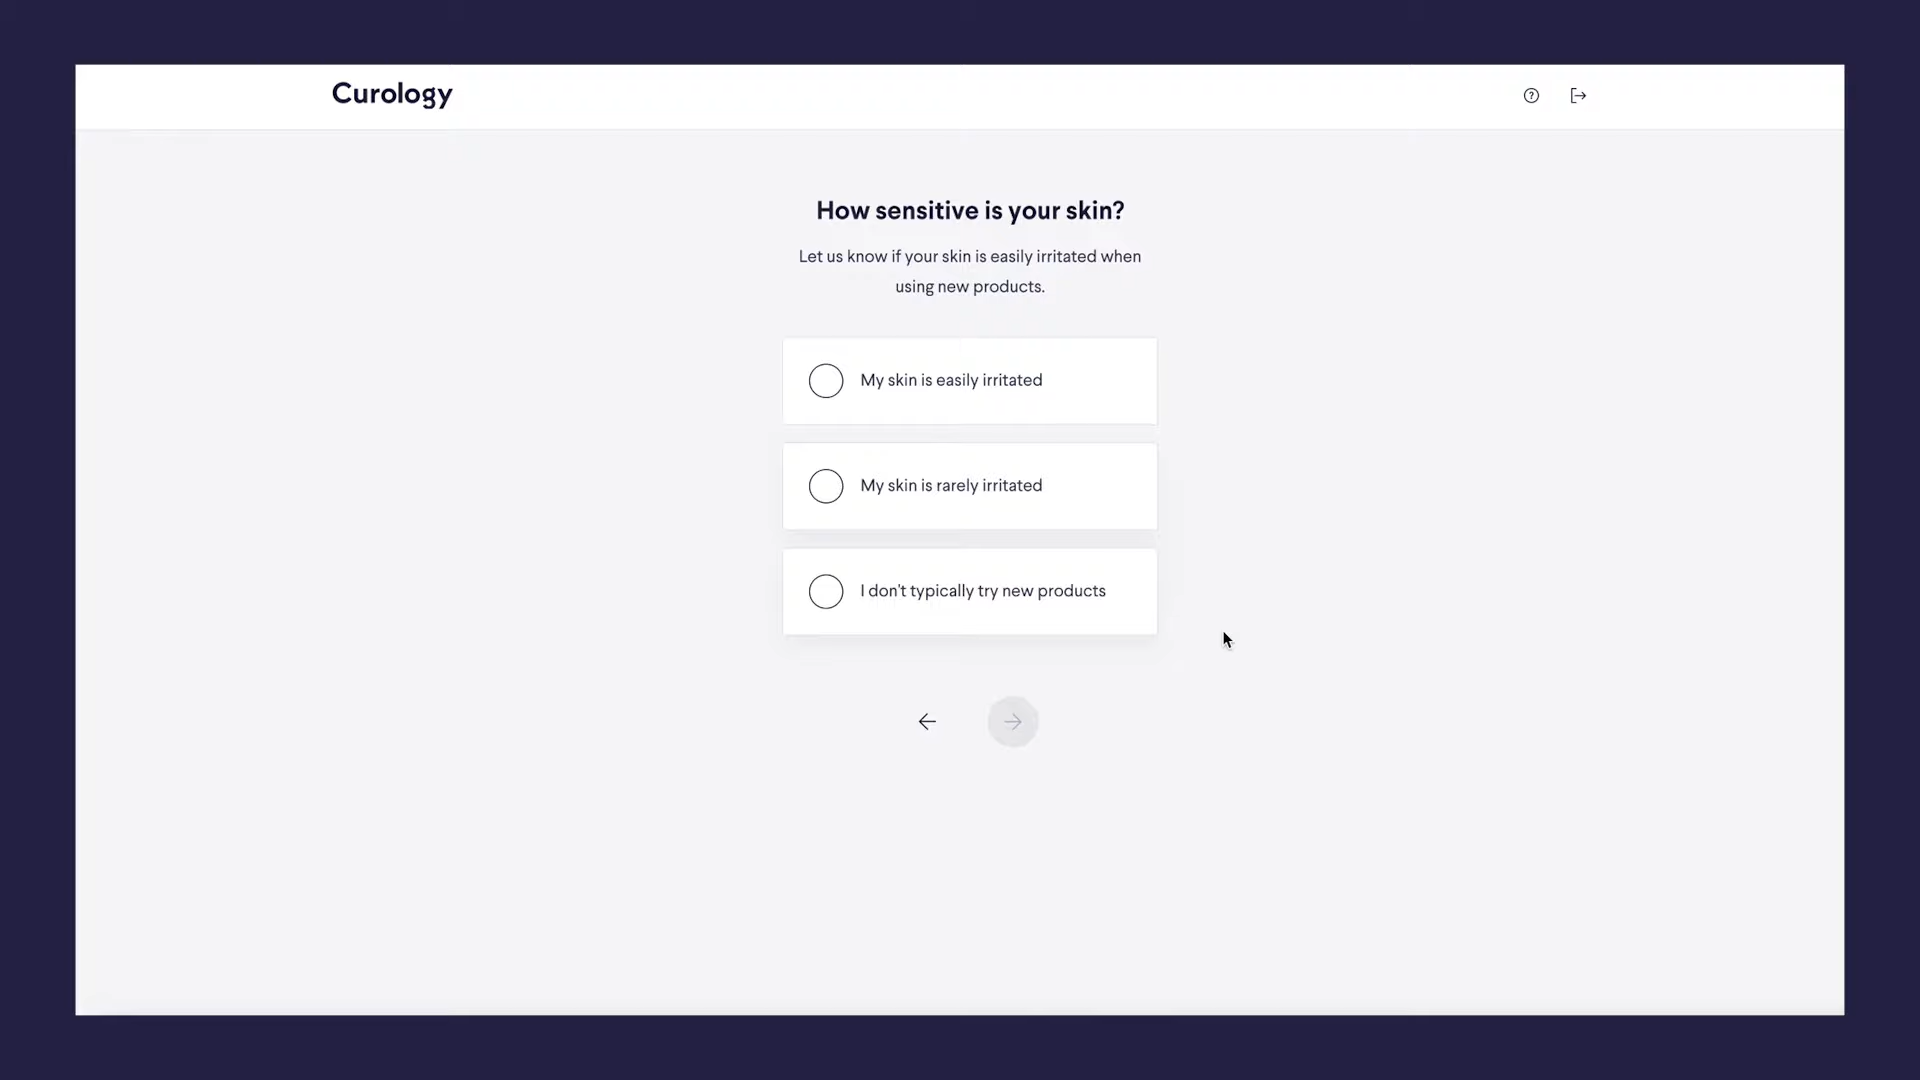 Curology
How sensitive is your skin?
Let us know if your skin is easily irritated when
using new products.
My skin is easily irritated
My skin is rarely irritated
I don't typically try new products